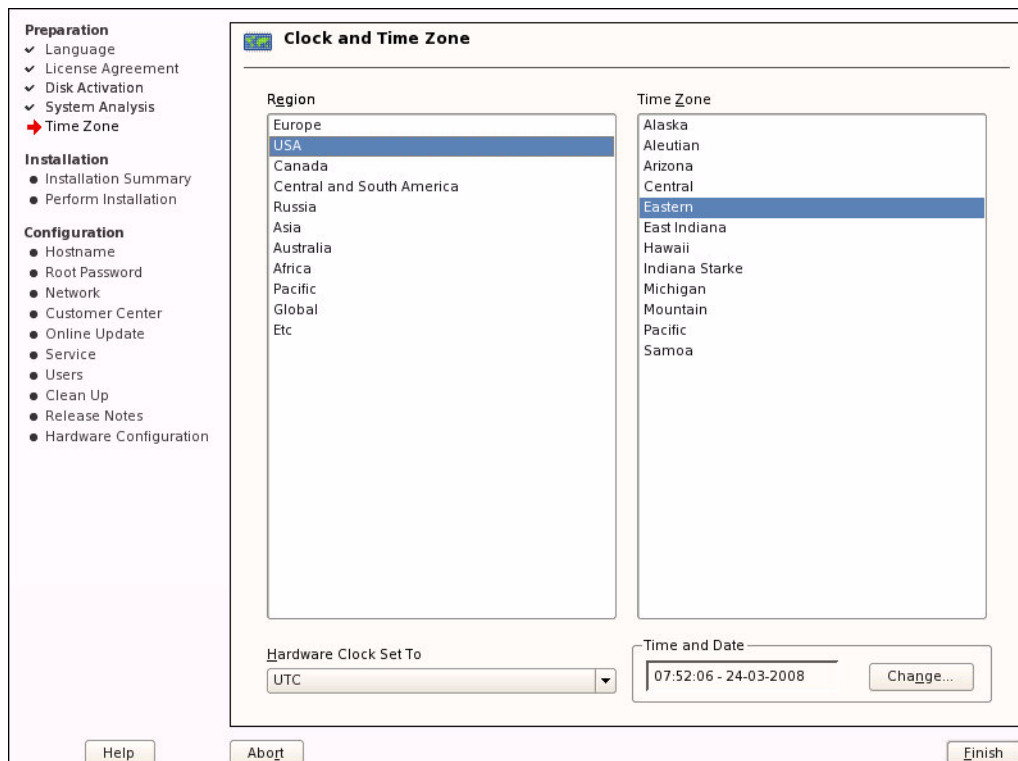 Preparation
Language
License Agreement
Disk Activation
System Analysis
Time Zone
Installation
Installation Summary
Perform Installation
Configuration
Hostname
Root Password
Network
Customer Center
Online Update
Service
Users
Clean Up
Release Notes
Hardware Configuration
Clock and Time Zone
Region
Europe
USA
Canada
Central and South America
Russia
Asia
Australia
Africa
Pacific
Global
Etc
Time Zone
Alaska
Aleutian
Arizona
Central
Eastern
East Indiana
Hawaii
Indiana Starke
Michigan
Mountain
Pacific
Samoa
Hardware Clock Set To
UTC
Time and Date
07:52:06 - 24-03-2008
Change...
Help
Abort
Finish